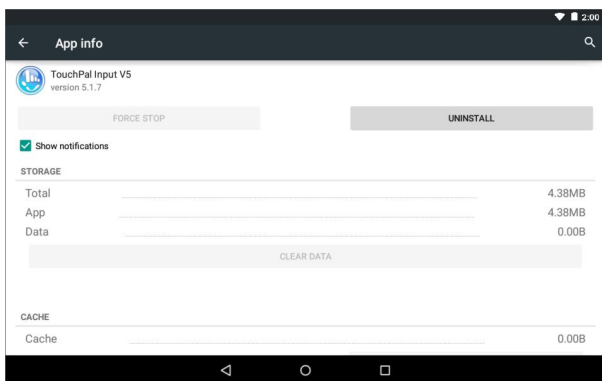 2:00
App info
TouchPal Input V5
version 5.1.7
FORCE STOP UNINSTALL
Show notifications
STORAGE
Total 4.38MB
App 4.38MB
Data 0.00B
CLEAR DATA
CACHE
Cache 0.00B